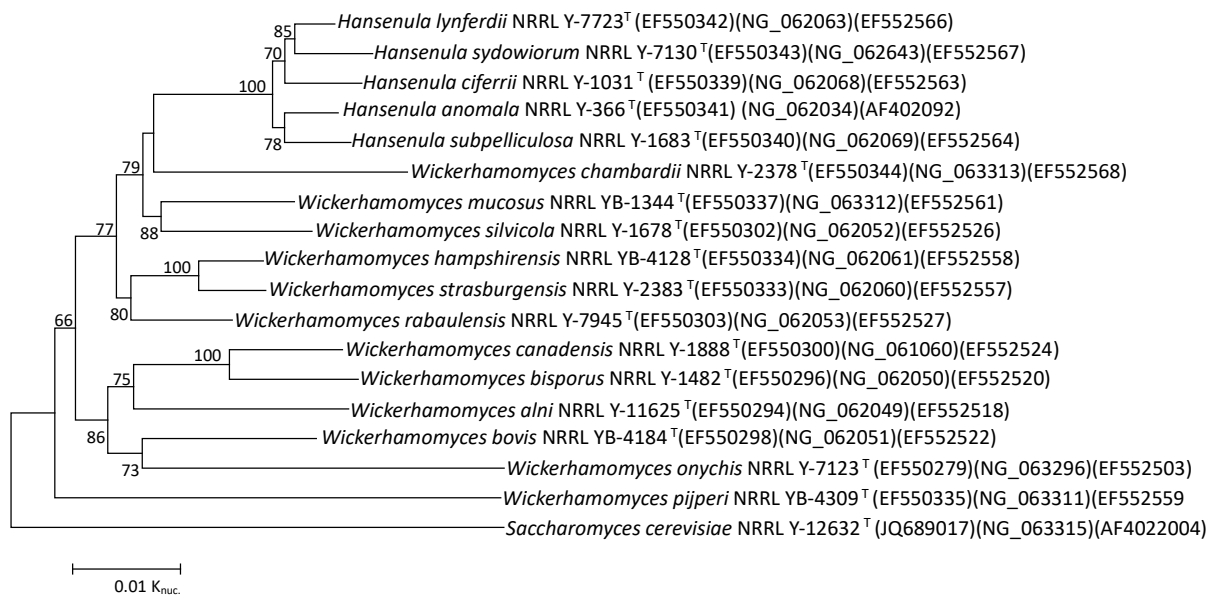 Hansenula lynferdii NRRL Y-7723ᵀ (EF550342)(NG_062063)(EF552566)
85
Hansenula sydowiorum NRRL Y-7130 ᵀ(EF550343)(NG_062643)(EF552567)
70
Hansenula ciferrii NRRL Y-1031 ᵀ(EF550339)(NG_062068)(EF552563)
100
Hansenula anomala NRRL Y-366 ᵀ(EF550341) (NG_062034)(AF402092)
Hansenula subpelliculosa NRRL Y-1683 ᵀ(EF550340)(NG_062069)(EF552564)
78
79
Wickerhamomyces chambardii NRRL Y-2378 ᵀ(EF550344)(NG_063313)(EF552568)
Wickerhamomyces mucosus NRRL YB-1344 ᵀ(EF550337)(NG_063312)(EF552561)
77
88
Wickerhamomyces silvicola NRRL Y-1678 ᵀ(EF550302)(NG_062052)(EF552526)
Wickerhamomyces hampshirensis NRRL YB-4128 ᵀ(EF550334)(NG_062061)(EF552558)
100
Wickerhamomyces strasburgensis NRRL Y-2383 ᵀ(EF550333)(NG_062060)(EF552557)
80
Wickerhamomyces rabaulensis NRRL Y-7945 ᵀ(EF550303)(NG_062053)(EF552527)
66
Wickerhamomyces canadensis NRRL Y-1888 ᵀ(EF550300)(NG_061060)(EF552524)
100
75
Wickerhamomyces bisporus NRRL Y-1482 ᵀ(EF550296)(NG_062050)(EF552520)
Wickerhamomyces alni NRRL Y-11625 ᵀ(EF550294)(NG_062049)(EF552518)
86
Wickerhamomyces bovis NRRL YB-4184 ᵀ(EF550298)(NG_062051)(EF552522)
73
Wickerhamomyces onychis NRRL Y-7123 ᵀ (EF550279)(NG_063296)(EF552503)
Wickerhamomyces pijperi NRRL YB-4309 ᵀ (EF550335)(NG_063311)(EF552559
Saccharomyces cerevisiae NRRL Y-12632 ᵀ (JQ689017)(NG_063315)(AF4022004)
0.01 Knuc.